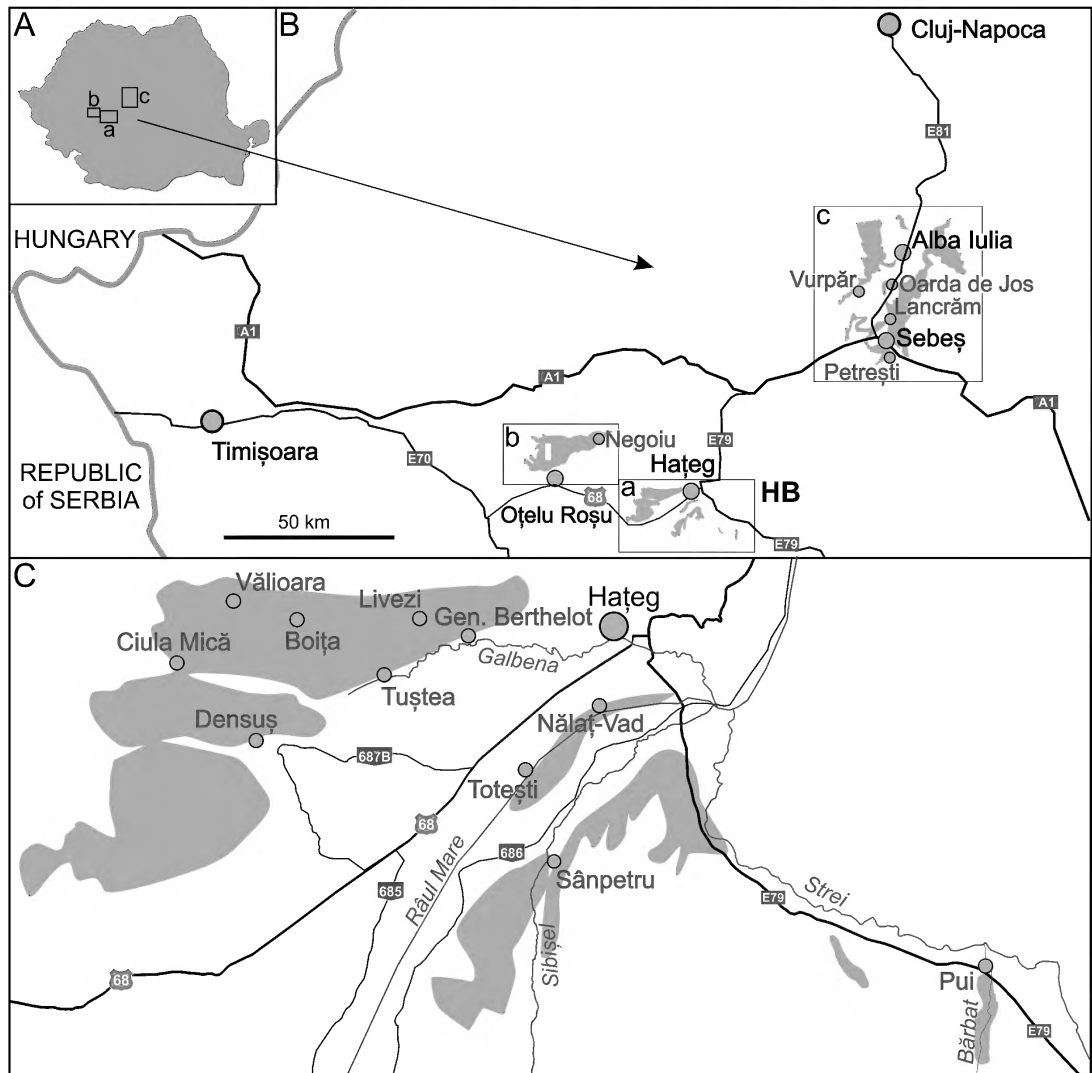 A
b
c
a
B
Cluj-Napoca
E81
HUNGARY
c
Alba Iulia
Vurpăr
Oarda de Jos
Lancrăm
Sebeș
Petrești
A1
A1
A1
Timișoara
E70
b
Negoiu
E79
Hațeg
a
HB
68
Oțelu Roșu
REPUBLIC
of SERBIA
50 km
E79
C
Vălioara
Livezi
Hațeg
Gen. Berthelot
Boița
Ciula Mică
Galbena
Tuștea
Nălaț-Vad
Densuș
687B
Totești
68
686
Sânpetru
685
Râul Mare
Strei
E79
Sibișel
Pui
68
Bărbat
E79